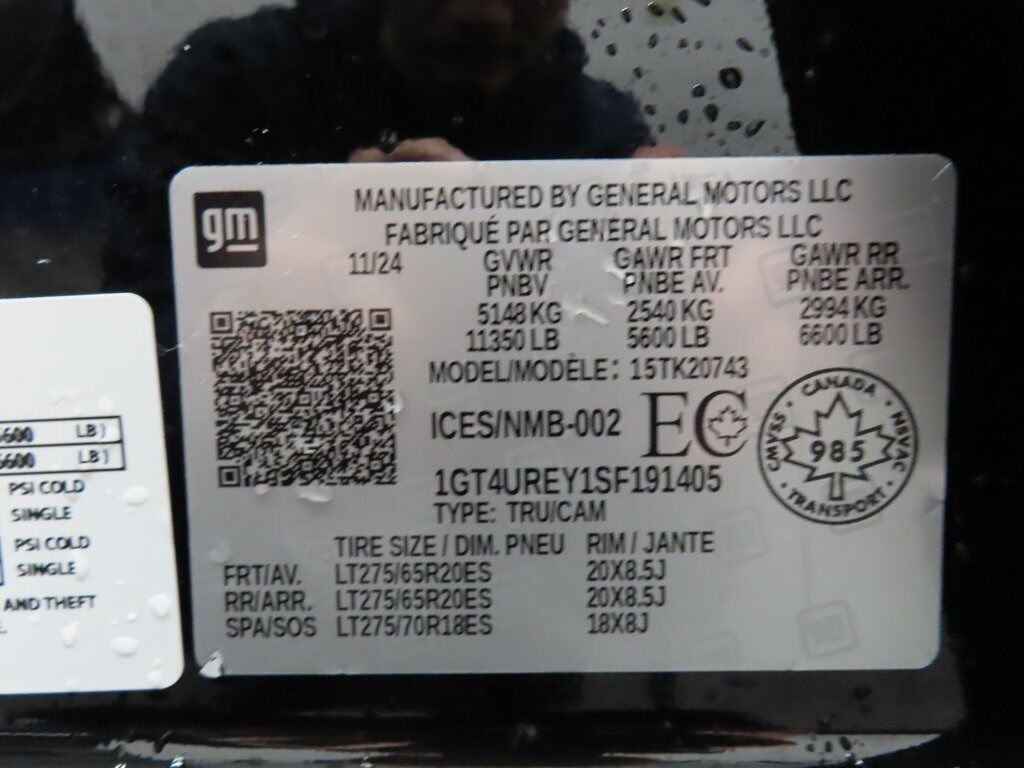 gm
MANUFACTURED BY GENERAL MOTORS LLC
FABRIQUÉ PAR GENERAL MOTORS LLC
11/24 GVWR GAWR FRT GAWR RR
PNBV PNBE AV. PNBE ARR.
5148 KG 2540 KG 2994 KG
11350 LB 5600 LB 6600 LB
MODEL/MODÈLE: 15TK20743
ICES/NMB-002 EC
CANADA
CMVSS 985 NSVAC
TRANSPORT
1GT4UREY1SF191405
TYPE: TRU/CAM
TIRE SIZE / DIM. PNEU RIM / JANTE
FRT/AV. LT275/65R20ES 20X8.5J
RR/ARR. LT275/65R20ES 20X8.5J
SPA/SOS LT275/70R18ES 18X8J
LB)
LB)
PSI COLD
SINGLE
PSI COLD
SINGLE
AND THEFT